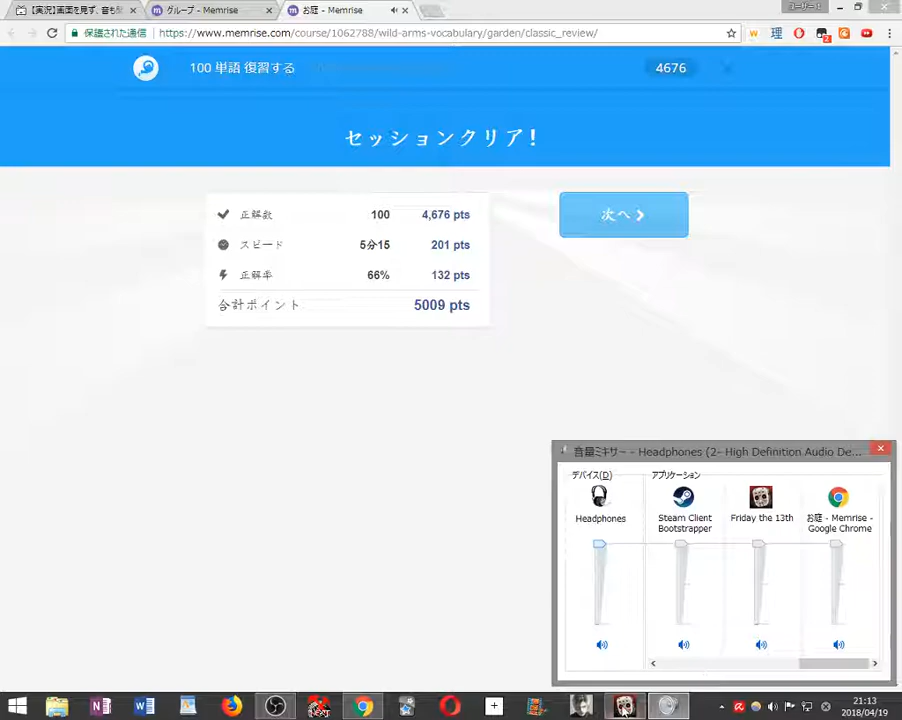 【実況】画面を見ず、音も
グループ - Memrise
お庭 - Memrise
保護された通信
https://www.memrise.com/course/1062788/wild-arms-vocabulary/garden/classic_review/
100 単語 復習する
4676
セッションクリア!
正解数 100 4,676 pts
スピード 5分15 201 pts
正解率 66% 132 pts
合計ポイント 5009 pts
次へ
音量ミキサー - Headphones (2- High Definition Audio De...
デバイス(D) アプリケーション
Headphones
Steam Client Bootstrapper
Friday the 13th
お庭 - Memrise - Google Chrome
21:13
2018/04/19